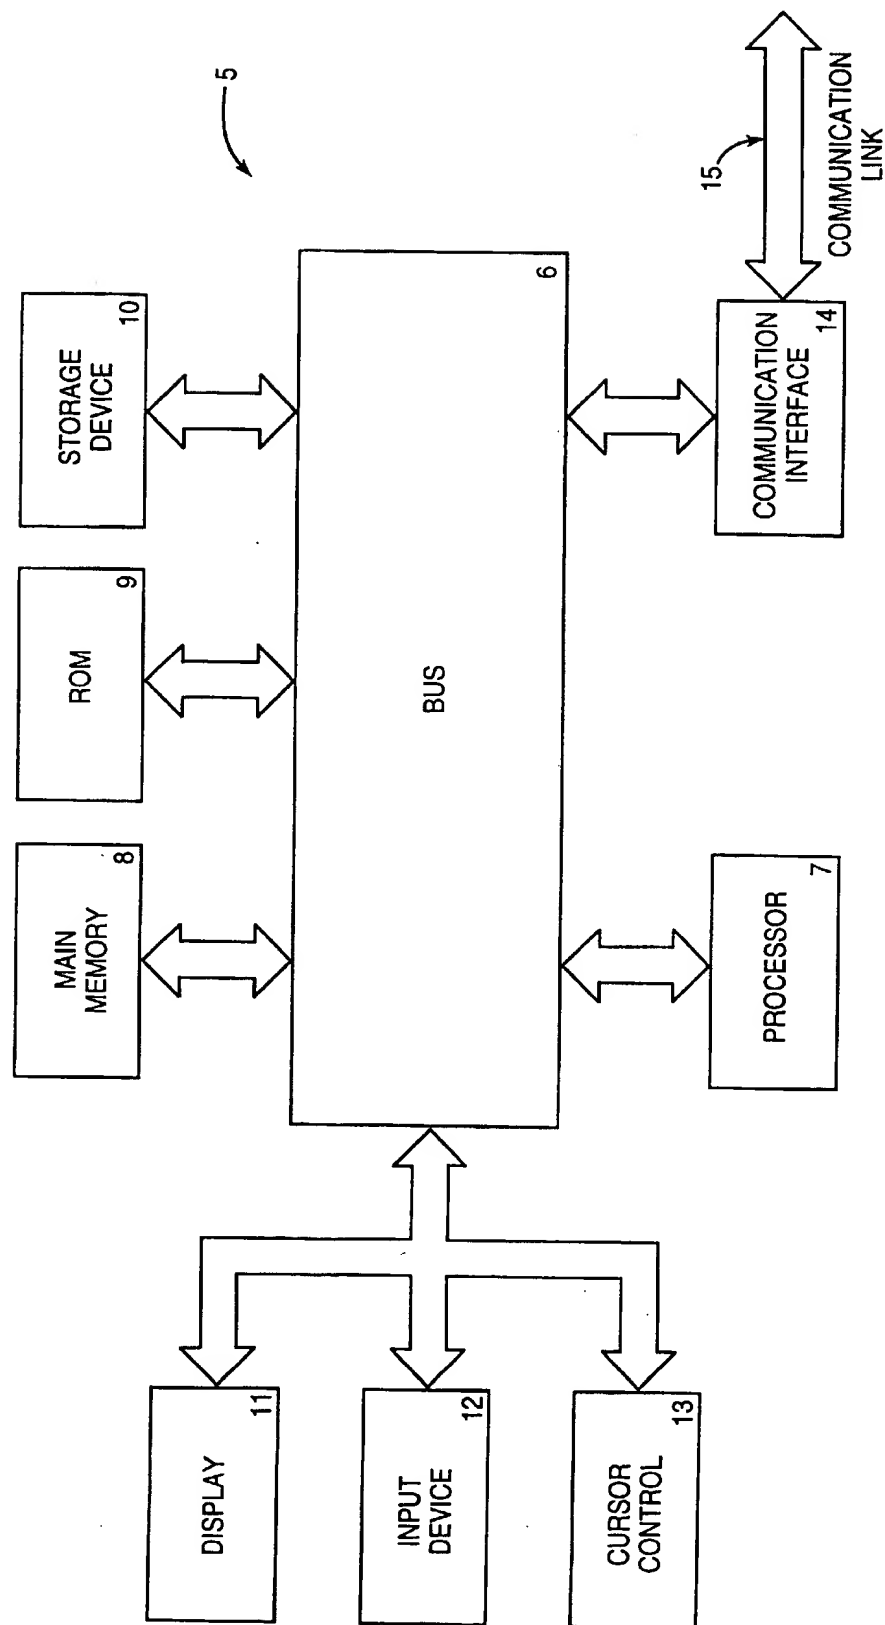 5
MAIN
MEMORY
8
ROM
9
STORAGE
DEVICE
10
DISPLAY
11
INPUT
DEVICE
12
CURSOR
CONTROL
13
BUS
6
PROCESSOR
7
COMMUNICATION
INTERFACE
14
15
COMMUNICATION
LINK